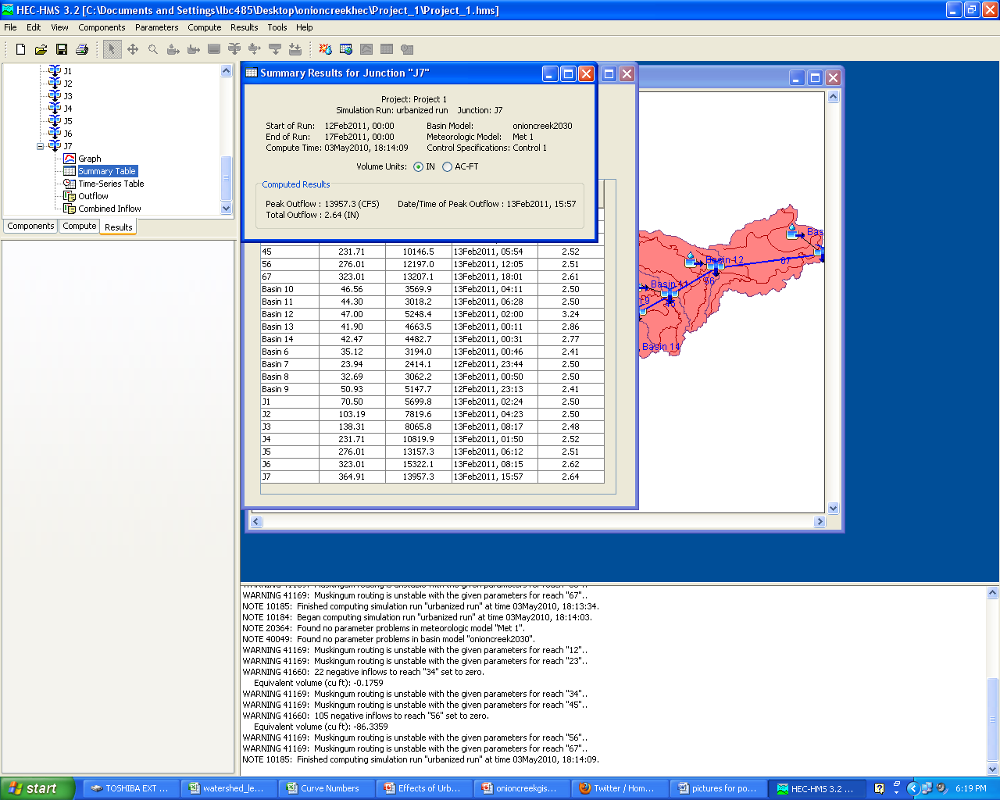 HEC-HMS 3.2 [C:\Documents and Settings\lbc485\Desktop\onioncreekhec\Project_1\Project_1.hms]
File Edit View Components Parameters Compute Results Tools Help
J1
J2
J3
J4
J5
J6
J7
Graph
Summary Table
Time-Series Table
Outflow
Combined Inflow
Components Compute Results
Summary Results for Junction "J7"
Project: Project 1
Simulation Run: urbanized run Junction: J7
Start of Run: 12Feb2011, 00:00 Basin Model: onioncreek2030
End of Run: 17Feb2011, 00:00 Meteorologic Model: Met 1
Compute Time: 03May2010, 18:14:09 Control Specifications: Control 1
Volume Units: IN AC-FT
Computed Results
Peak Outflow : 13957.3 (CFS) Date/Time of Peak Outflow : 13Feb2011, 15:57
Total Outflow : 2.64 (IN)
45 231.71 10146.5 13Feb2011, 05:54 2.52
56 276.01 12197.0 13Feb2011, 12:05 2.51
67 323.01 13207.1 13Feb2011, 18:01 2.61
Basin 10 46.56 3569.9 13Feb2011, 04:11 2.50
Basin 11 44.30 3018.2 13Feb2011, 06:28 2.50
Basin 12 47.00 5248.4 13Feb2011, 02:00 3.24
Basin 13 41.90 4663.5 13Feb2011, 00:11 2.86
Basin 14 42.47 4482.7 13Feb2011, 00:31 2.77
Basin 6 35.12 3194.0 13Feb2011, 00:46 2.41
Basin 7 23.94 2414.1 12Feb2011, 23:44 2.50
Basin 8 32.69 3062.2 13Feb2011, 00:50 2.50
Basin 9 50.93 5147.7 12Feb2011, 23:13 2.41
J1 70.50 5699.8 13Feb2011, 02:24 2.50
J2 103.19 7819.6 13Feb2011, 04:23 2.50
J3 138.31 8065.8 13Feb2011, 08:17 2.48
J4 231.71 10819.9 13Feb2011, 01:50 2.52
J5 276.01 13157.3 13Feb2011, 06:12 2.51
J6 323.01 15322.1 13Feb2011, 08:15 2.62
J7 364.91 13957.3 13Feb2011, 15:57 2.64
Bas
Basin 12
67
56
Basin 11
Basin 14
WARNING 41169: Muskingum routing is unstable with the given parameters for reach "67"..
NOTE 10185: Finished computing simulation run "urbanized run" at time 03May2010, 18:13:34.
NOTE 10184: Began computing simulation run "urbanized run" at time 03May2010, 18:14:03.
NOTE 20364: Found no parameter problems in meteorologic model "Met 1".
NOTE 40049: Found no parameter problems in basin model "onioncreek2030".
WARNING 41169: Muskingum routing is unstable with the given parameters for reach "12"..
WARNING 41169: Muskingum routing is unstable with the given parameters for reach "23"..
WARNING 41660: 22 negative inflows to reach "34" set to zero.
Equivalent volume (cu ft): -0.1759
WARNING 41169: Muskingum routing is unstable with the given parameters for reach "34"..
WARNING 41169: Muskingum routing is unstable with the given parameters for reach "45"..
WARNING 41660: 105 negative inflows to reach "56" set to zero.
Equivalent volume (cu ft): -86.3359
WARNING 41169: Muskingum routing is unstable with the given parameters for reach "56"..
WARNING 41169: Muskingum routing is unstable with the given parameters for reach "67"..
NOTE 10185: Finished computing simulation run "urbanized run" at time 03May2010, 18:14:09.
start TOSHIBA EXT ... watershed_le... Curve Numbers Effects of Urb... onioncreekgis... Twitter / Hom... pictures for po... HEC-HMS 3.2 ... 6:19 PM